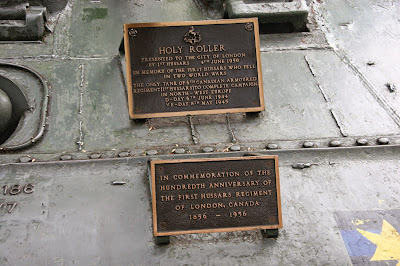 HOLY ROLLER
PRESENTED TO THE CITY OF LONDON
BY 1ST HUSSARS 4TH JUNE 1950
IN MEMORY OF THE FIRST HUSSARS WHO FELL
IN TWO WORLD WARS
THE ONLY TANK OF 6TH CANADIAN ARMOURED
REGIMENT (1ST HUSSARS) TO COMPLETE CAMPAIGN
IN NORTH-WEST EUROPE
D-DAY 6TH JUNE 1944
VE-DAY 8TH MAY 1945
IN COMMEMORATION OF THE
HUNDREDTH ANNIVERSARY OF
THE FIRST HUSSARS REGIMENT
OF LONDON, CANADA
1856 - 1956